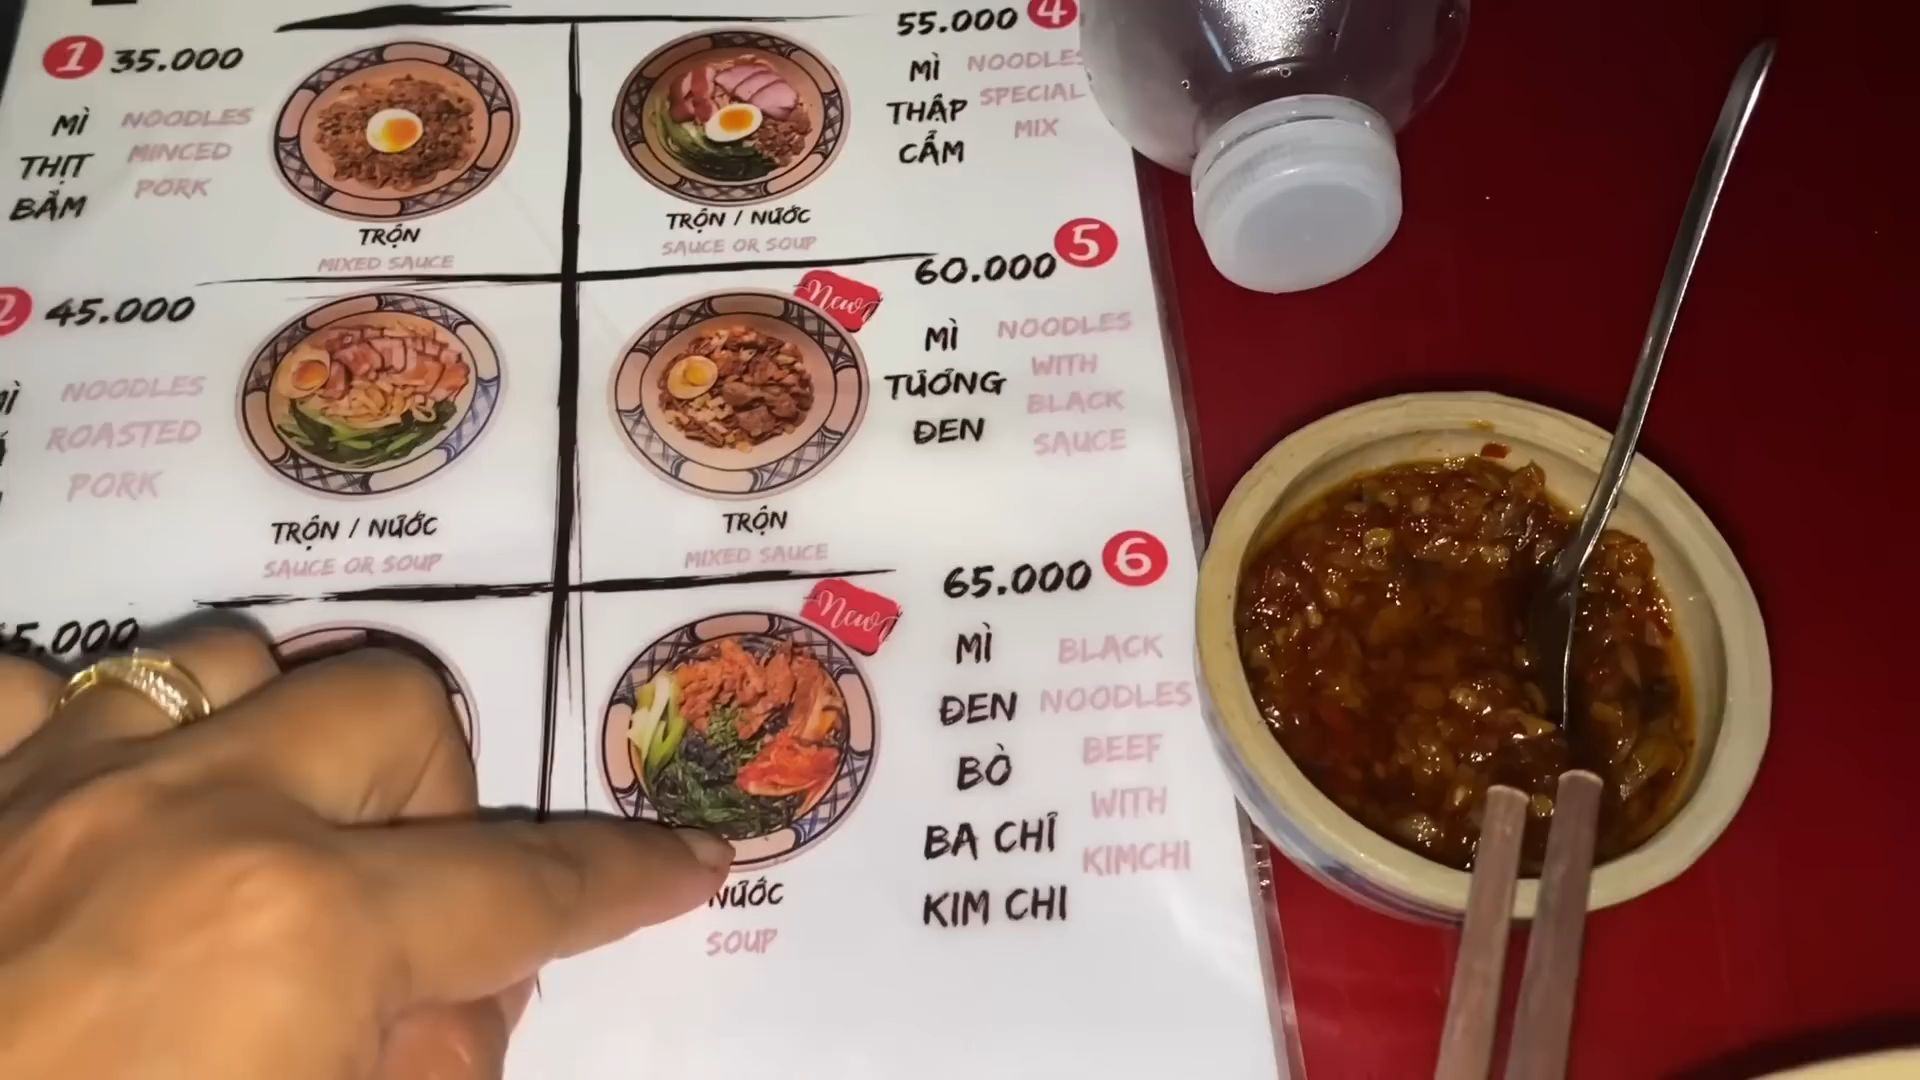 1 35.000
MÌ
THỊT
BẰM
NOODLES
MINCED
PORK
TRỘN
MIXED SAUCE
2 45.000
NOODLES
ROASTED
PORK
TRỘN / NƯỚC
SAUCE OR SOUP
55.000 4
MÌ
THẬP
CẨM
NOODLES
SPECIAL
MIX
TRỘN / NƯỚC
SAUCE OR SOUP
New
60.000 5
MÌ
TƯƠNG
ĐEN
NOODLES
WITH
BLACK
SAUCE
TRỘN
MIXED SAUCE
New
65.000 6
MÌ
ĐEN
BÒ
BA CHỈ
KIM CHI
BLACK
NOODLES
BEEF
WITH
KIMCHI
NƯỚC
SOUP